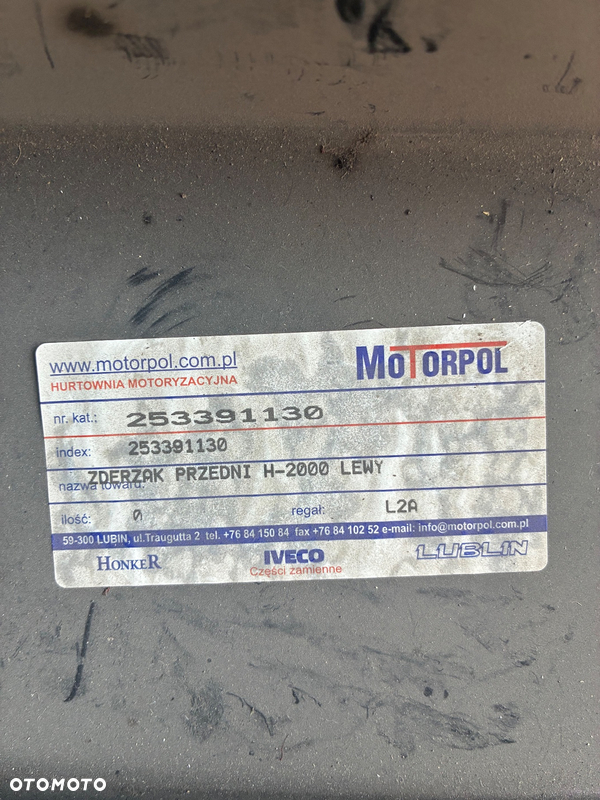 www.motorpol.com.pl
MOTORPOL
HURTOWNIA MOTORYZACYJNA
nr. kat.: 253391130
index: 253391130
ZDERZAK PRZEDNI H-2000 LEWY
nazwa towaru:
ilość: 0 regał: L2A
59-300 LUBIN, ul.Traugutta 2 tel. +76 84 150 84 fax +76 84 102 52 e-mail: info@motorpol.com.pl
HONKER IVECO LUBLIN
Części zamienne
OTOMOTO